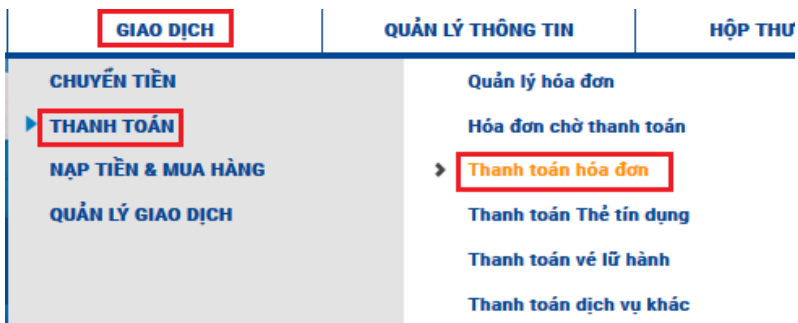 GIAO DỊCH
QUẢN LÝ THÔNG TIN
HỘP THƯ
CHUYỂN TIỀN
THANH TOÁN
NẠP TIỀN & MUA HÀNG
QUẢN LÝ GIAO DỊCH
Quản lý hóa đơn
Hóa đơn chờ thanh toán
Thanh toán hóa đơn
Thanh toán Thẻ tín dụng
Thanh toán vé lữ hành
Thanh toán dịch vụ khác